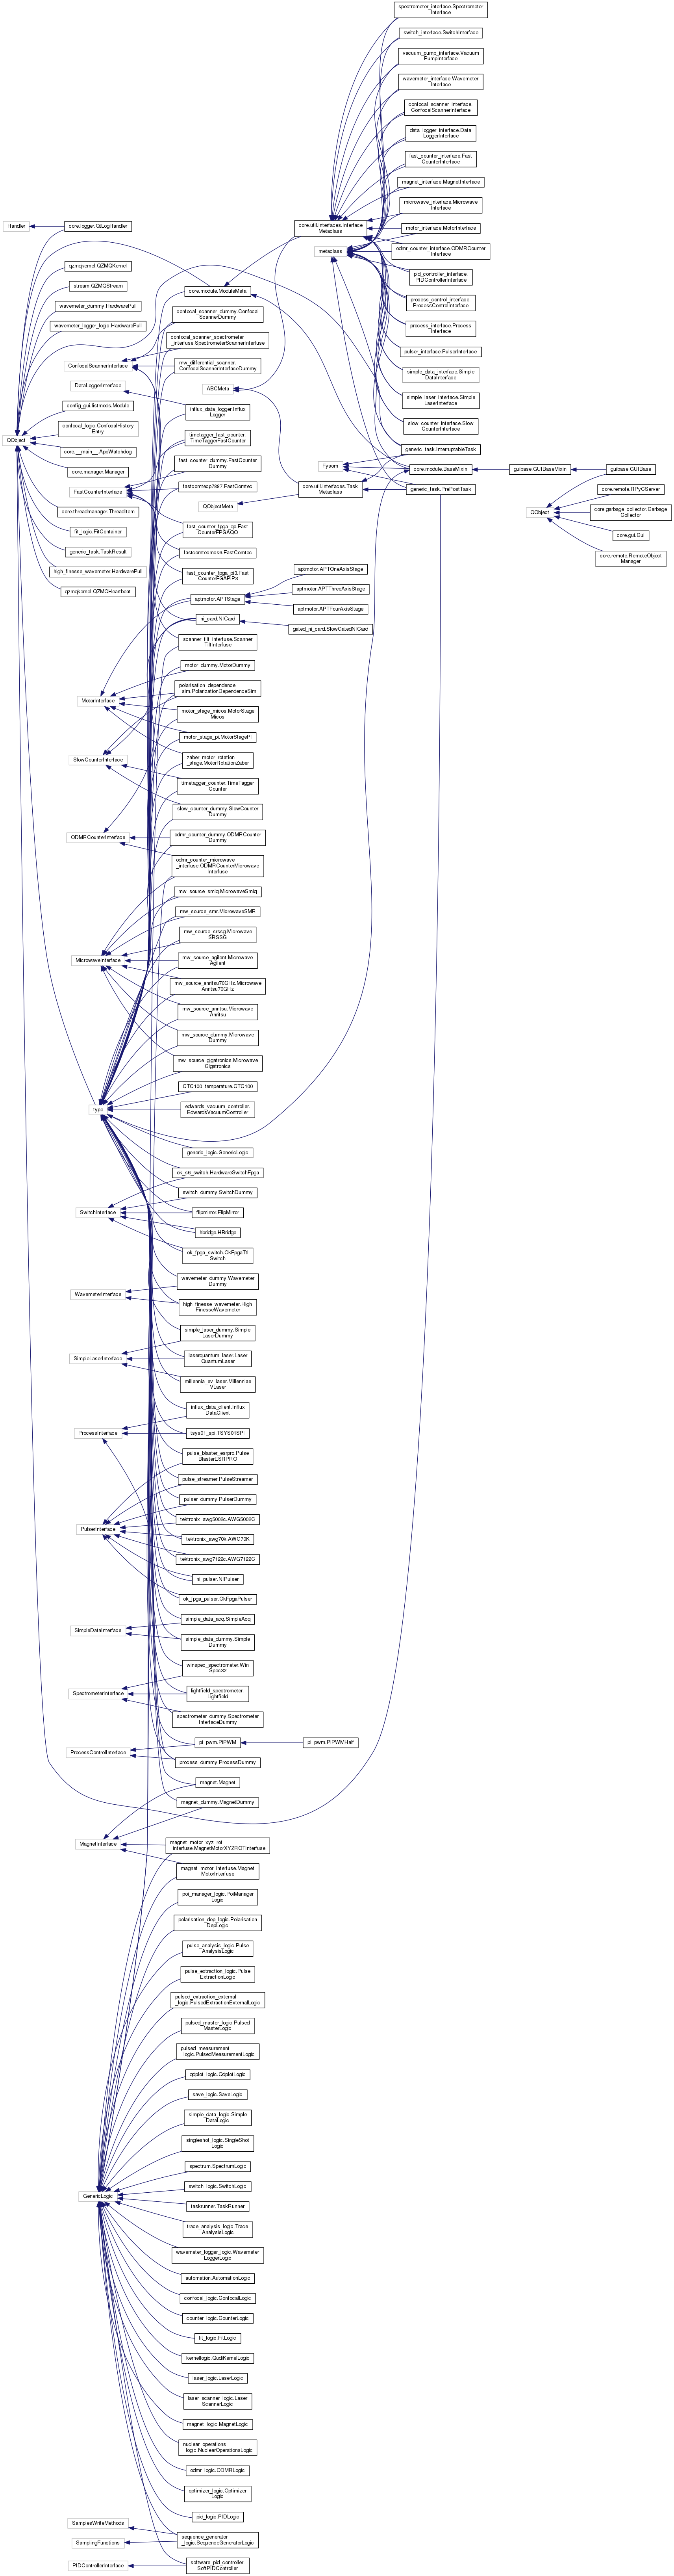 spectrometer_interface.Spectrometer
Interface
switch_interface.SwitchInterface
vacuum_pump_interface.Vacuum
PumpInterface
wavemeter_interface.Wavemeter
Interface
confocal_scanner_interface.
ConfocalScannerInterface
data_logger_interface.Data
LoggerInterface
fast_counter_interface.Fast
CounterInterface
magnet_interface.MagnetInterface
microwave_interface.Microwave
Interface
Handler
core.logger.QtLogHandler
core.util.interfaces.Interface
Metaclass
motor_interface.MotorInterface
metaclass
odmr_counter_interface.ODMRCounter
Interface
qzmqkernel.QZMQKernel
pid_controller_interface.
PIDControllerInterface
stream.QZMQStream
core.module.ModuleMeta
process_control_interface.
ProcessControlInterface
wavemeter_dummy.HardwarePull
confocal_scanner_dummy.Confocal
ScannerDummy
wavemeter_logger_logic.HardwarePull
process_interface.Process
Interface
confocal_scanner_spectrometer
_interfuse.SpectrometerScannerInterfuse
pulser_interface.PulserInterface
ConfocalScannerInterface
mw_differential_scanner.
ConfocalScannerInterfaceDummy
simple_data_interface.Simple
DataInterface
DataLoggerInterface
ABCMeta
config_gui.listmods.Module
influx_data_logger.Influx
Logger
simple_laser_interface.Simple
LaserInterface
confocal_logic.ConfocalHistory
Entry
slow_counter_interface.Slow
CounterInterface
QObject
timetagger_fast_counter.
TimeTaggerFastCounter
core.__main__.AppWatchdog
generic_task.InterruptableTask
core.manager.Manager
fast_counter_dummy.FastCounter
Dummy
Fysom
core.module.BaseMixin
guibase.GUIBaseMixin
guibase.GUIBase
FastCounterInterface
fastcomtecp7887.FastComtec
core.util.interfaces.Task
Metaclass
generic_task.PrePostTask
core.remote.RPyCServer
QObjectMeta
core.threadmanager.ThreadItem
QObject
core.garbage_collector.Garbage
Collector
fit_logic.FitContainer
fast_counter_fpga_qo.Fast
CounterFPGAQO
core.gui.Gui
generic_task.TaskResult
fastcomtecmcs6.FastComtec
core.remote.RemoteObject
Manager
high_finesse_wavemeter.HardwarePull
fast_counter_fpga_pi3.Fast
CounterFGAPiP3
aptmotor.APTOneAxisStage
qzmqkernel.QZMQHeartbeat
aptmotor.APTStage
aptmotor.APTThreeAxisStage
aptmotor.APTFourAxisStage
ni_card.NICard
gated_ni_card.SlowGatedNICard
scanner_tilt_interfuse.Scanner
TiltInterfuse
motor_dummy.MotorDummy
polarisation_dependence
_sim.PolarizationDependenceSim
MotorInterface
motor_stage_micos.MotorStage
Micos
motor_stage_pi.MotorStagePI
SlowCounterInterface
zaber_motor_rotation
_stage.MotorRotationZaber
timetagger_counter.TimeTagger
Counter
slow_counter_dummy.SlowCounter
Dummy
ODMRCounterInterface
odmr_counter_dummy.ODMRCounter
Dummy
odmr_counter_microwave
_interfuse.ODMRCounterMicrowave
Interfuse
mw_source_smiq.MicrowaveSmiq
mw_source_smr.MicrowaveSMR
mw_source_srssg.Microwave
SRSSG
MicrowaveInterface
mw_source_agilent.Microwave
Agilent
mw_source_anritsu70GHz.Microwave
Anritsu70GHz
mw_source_anritsu.Microwave
Anritsu
mw_source_dummy.Microwave
Dummy
mw_source_gigatronics.Microwave
Gigatronics
CTC100_temperature.CTC100
type
edwards_vacuum_controller.
EdwardsVacuumController
generic_logic.GenericLogic
ok_s6_switch.HardwareSwitchFpga
switch_dummy.SwitchDummy
SwitchInterface
flipmirror.FlipMirror
hbridge.HBridge
ok_fpga_switch.OkFpgaTtl
Switch
wavemeter_dummy.Wavemeter
Dummy
WavemeterInterface
high_finesse_wavemeter.High
FinesseWavemeter
simple_laser_dummy.Simple
LaserDummy
SimpleLaserInterface
laserquantum_laser.Laser
QuantumLaser
millennia_ev_laser.Millenniae
VLaser
influx_data_client.Influx
DataClient
ProcessInterface
tsys01_spi.TSYS01SPI
pulse_blaster_esrpro.Pulse
BlasterESRPRO
pulse_streamer.PulseStreamer
pulser_dummy.PulserDummy
tektronix_awg5002c.AWG5002C
PulserInterface
tektronix_awg70k.AWG70K
tektronix_awg7122c.AWG7122C
ni_pulser.NIPulser
ok_fpga_pulser.OkFpgaPulser
simple_data_acq.SimpleAcq
SimpleDataInterface
simple_data_dummy.Simple
Dummy
winspec_spectrometer.Win
Spec32
SpectrometerInterface
lightfield_spectrometer.
Lightfield
spectrometer_dummy.Spectrometer
InterfaceDummy
pi_pwm.PiPWM
pi_pwm.PiPWMHalf
ProcessControlInterface
process_dummy.ProcessDummy
magnet.Magnet
magnet_dummy.MagnetDummy
MagnetInterface
magnet_motor_xyz_rot
_interfuse.MagnetMotorXYZROTInterfuse
magnet_motor_interfuse.Magnet
MotorInterfuse
poi_manager_logic.PoiManager
Logic
polarisation_dep_logic.Polarisation
DepLogic
pulse_analysis_logic.Pulse
AnalysisLogic
pulse_extraction_logic.Pulse
ExtractionLogic
pulsed_extraction_external
_logic.PulsedExtractionExternalLogic
pulsed_master_logic.Pulsed
MasterLogic
pulsed_measurement
_logic.PulsedMeasurementLogic
qdplot_logic.QdplotLogic
save_logic.SaveLogic
simple_data_logic.Simple
DataLogic
singleshot_logic.SingleShot
Logic
spectrum.SpectrumLogic
switch_logic.SwitchLogic
GenericLogic
taskrunner.TaskRunner
trace_analysis_logic.Trace
AnalysisLogic
wavemeter_logger_logic.Wavemeter
LoggerLogic
automation.AutomationLogic
confocal_logic.ConfocalLogic
counter_logic.CounterLogic
fit_logic.FitLogic
kernellogic.QudiKernelLogic
laser_logic.LaserLogic
laser_scanner_logic.Laser
ScannerLogic
magnet_logic.MagnetLogic
nuclear_operations
_logic.NuclearOperationsLogic
odmr_logic.ODMRLogic
optimizer_logic.Optimizer
Logic
pid_logic.PIDLogic
SamplesWriteMethods
sequence_generator
_logic.SequenceGeneratorLogic
SamplingFunctions
software_pid_controller.
SoftPIDController
PIDControllerInterface